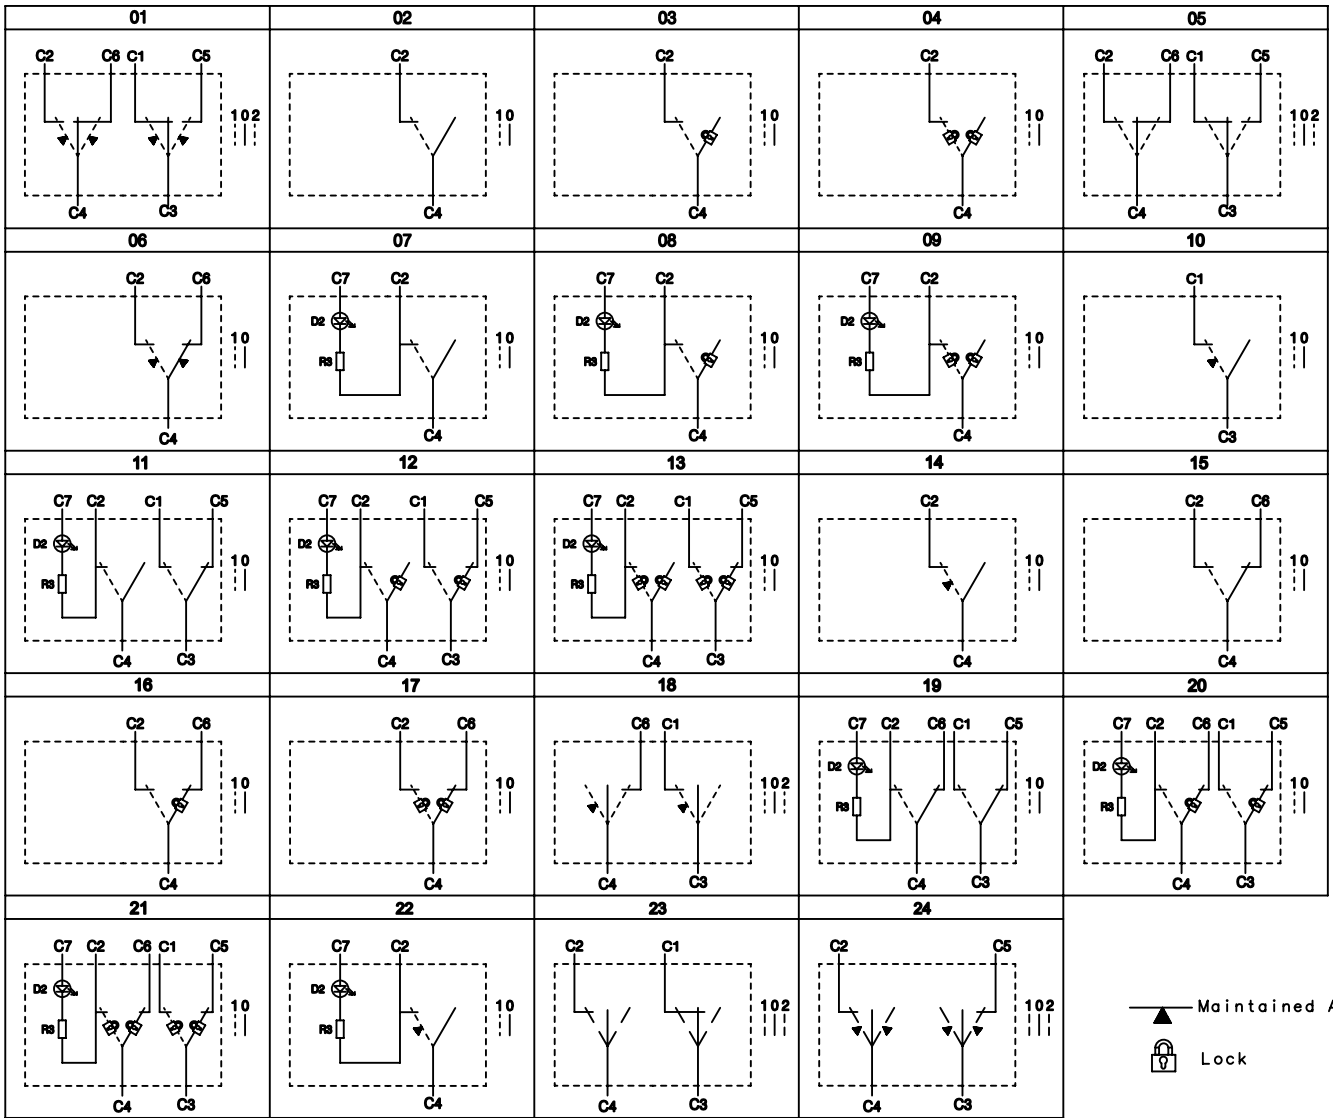 01 02 03 04 05
C2 C6 C1 C5 C2 C2 C2 C2 C6 C1 C5
102 10 10 10 102
C4 C3 C4 C4 C4 C4 C3
06 07 08 09 10
C2 C6 C7 C2 C7 C2 C7 C2 C1
D2 D2 D2
10 10 10 10 10
R3 R3 R3
C4 C4 C4 C4 C3
11 12 13 14 15
C7 C2 C1 C5 C7 C2 C1 C5 C7 C2 C1 C5 C2 C2 C6
D2 D2 D2
10 10 10 10 10
R3 R3 R3
C4 C3 C4 C3 C4 C3 C4 C4
16 17 18 19 20
C2 C6 C2 C6 C6 C1 C7 C2 C6 C1 C5 C7 C2 C6 C1 C5
D2 D2
10 10 102 10 10
R3 R3
C4 C4 C4 C3 C4 C3 C4 C3
21 22 23 24
C7 C2 C6 C1 C5 C7 C2 C2 C1 C2 C5
D2 D2
10 10 102 102
R3 R3
C4 C3 C4 C4 C3 C4 C3
Maintained A
Lock